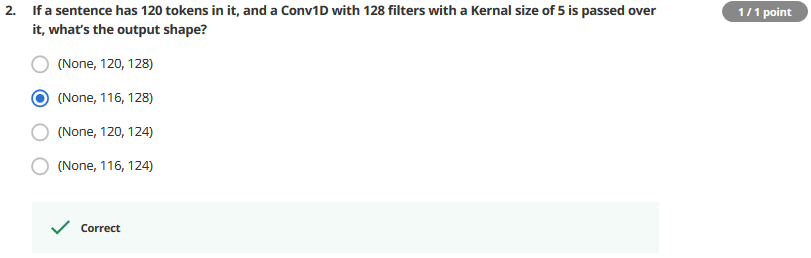 2. If a sentence has 120 tokens in it, and a Conv1D with 128 filters with a Kernal size of 5 is passed over
it, what's the output shape?
1 / 1 point
(None, 120, 128)
(None, 116, 128)
(None, 120, 124)
(None, 116, 124)
Correct